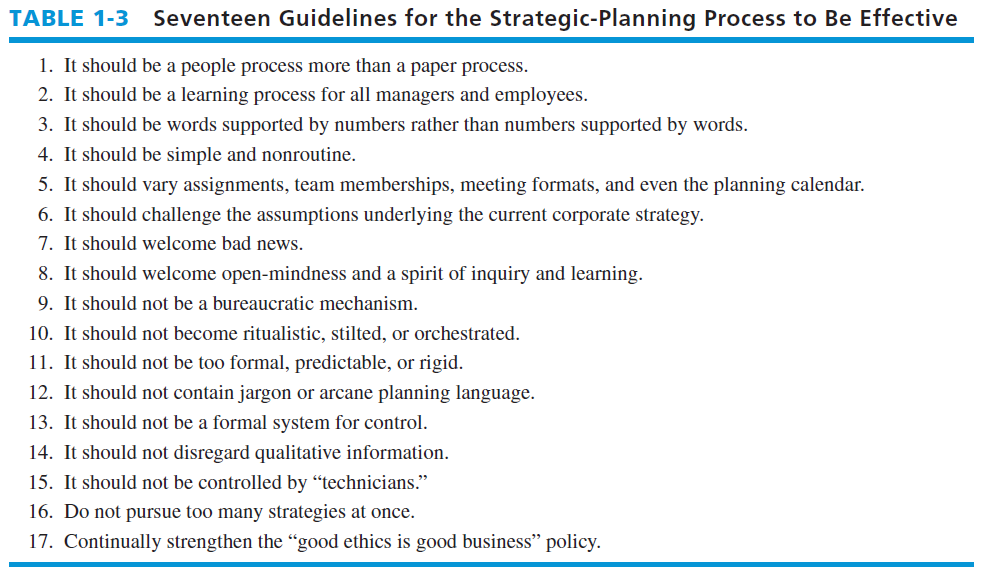 TABLE 1-3 Seventeen Guidelines for the Strategic-Planning Process to Be Effective
1. It should be a people process more than a paper process.
2. It should be a learning process for all managers and employees.
3. It should be words supported by numbers rather than numbers supported by words.
4. It should be simple and nonroutine.
5. It should vary assignments, team memberships, meeting formats, and even the planning calendar.
6. It should challenge the assumptions underlying the current corporate strategy.
7. It should welcome bad news.
8. It should welcome open-mindness and a spirit of inquiry and learning.
9. It should not be a bureaucratic mechanism.
10. It should not become ritualistic, stilted, or orchestrated.
11. It should not be too formal, predictable, or rigid.
12. It should not contain jargon or arcane planning language.
13. It should not be a formal system for control.
14. It should not disregard qualitative information.
15. It should not be controlled by “technicians.”
16. Do not pursue too many strategies at once.
17. Continually strengthen the “good ethics is good business” policy.